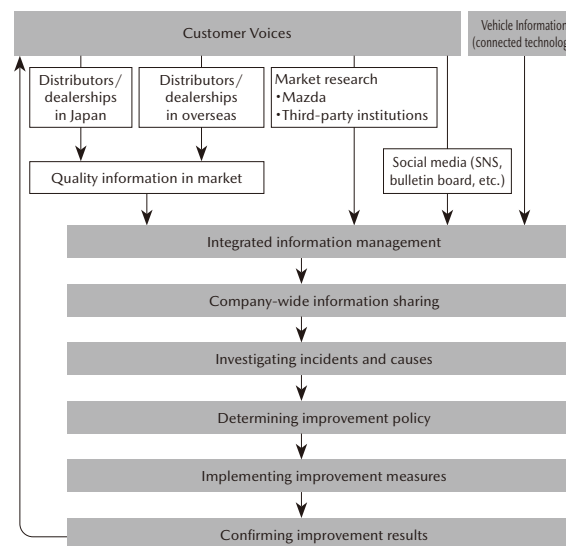 Customer Voices
Vehicle Information
(connected technolog
Distributors/
dealerships
in Japan
Distributors/
dealerships
in overseas
Market research
・Mazda
・Third-party institutions
Social media (SNS,
bulletin board, etc.)
Quality information in market
Integrated information management
Company-wide information sharing
Investigating incidents and causes
Determining improvement policy
Implementing improvement measures
Confirming improvement results